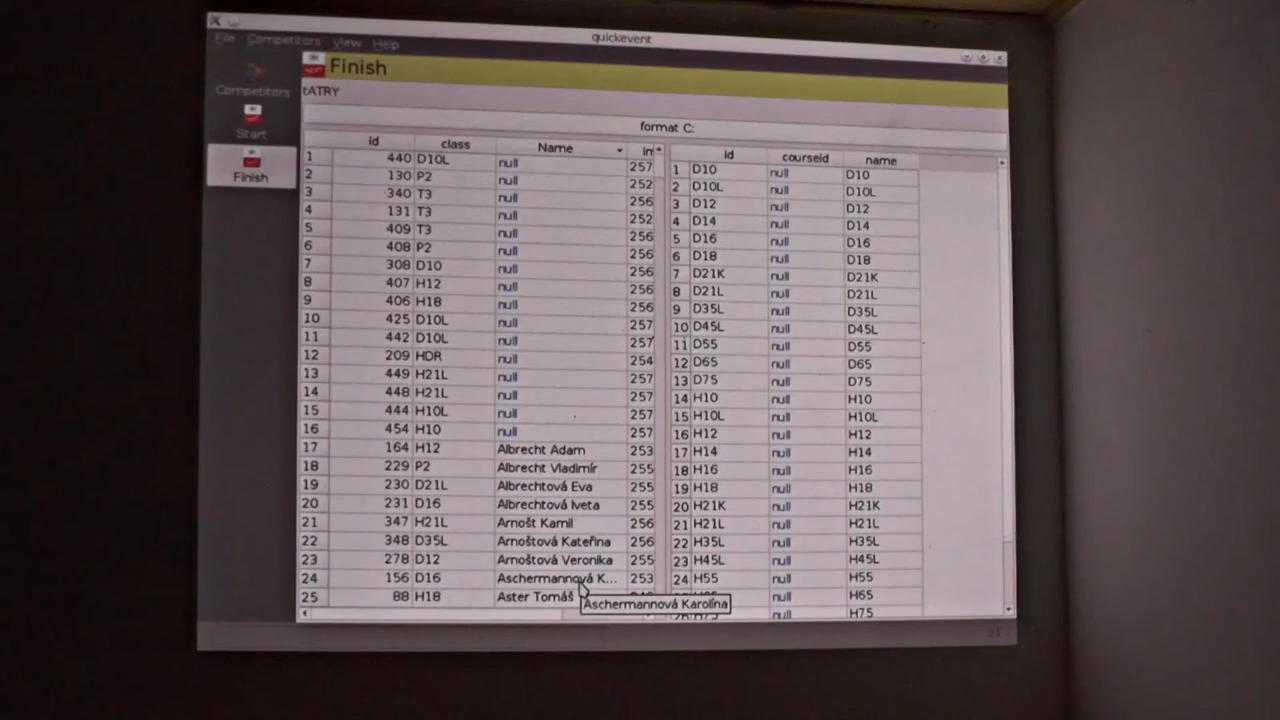 quickevent
File Competitors View Help
Competitors
Start
Finish
Finish
tATRY
format C:
id class Name
1 440 D10L null 257
2 130 P2 null 252
3 340 T3 null 256
4 131 T3 null 252
5 409 T3 null 256
6 408 P2 null 256
7 308 D10 null 256
8 407 H12 null 256
9 406 H18 null 256
10 425 D10L null 257
11 442 D10L null 257
12 209 HDR null 254
13 449 H21L null 257
14 448 H21L null 257
15 444 H10L null 257
16 454 H10 null 257
17 164 H12 Albrecht Adam 253
18 229 P2 Albrecht Vladimír 255
19 230 D21L Albrechtová Eva 255
20 231 D16 Albrechtová Iveta 255
21 347 H21L Arnošt Kamil 256
22 348 D35L Arnoštová Kateřina 256
23 278 D12 Arnoštová Veronika 255
24 156 D16 Aschermannová K... 253
25 88 H18 Aster Tomáš
Aschermannová Karolína
id courseid name
1 D10 null D10
2 D10L null D10L
3 D12 null D12
4 D14 null D14
5 D16 null D16
6 D18 null D18
7 D21K null D21K
8 D21L null D21L
9 D35L null D35L
10 D45L null D45L
11 D55 null D55
12 D65 null D65
13 D75 null D75
14 H10 null H10
15 H10L null H10L
16 H12 null H12
17 H14 null H14
18 H16 null H16
19 H18 null H18
20 H21K null H21K
21 H21L null H21L
22 H35L null H35L
23 H45L null H45L
24 H55 null H55
null H65
null H75